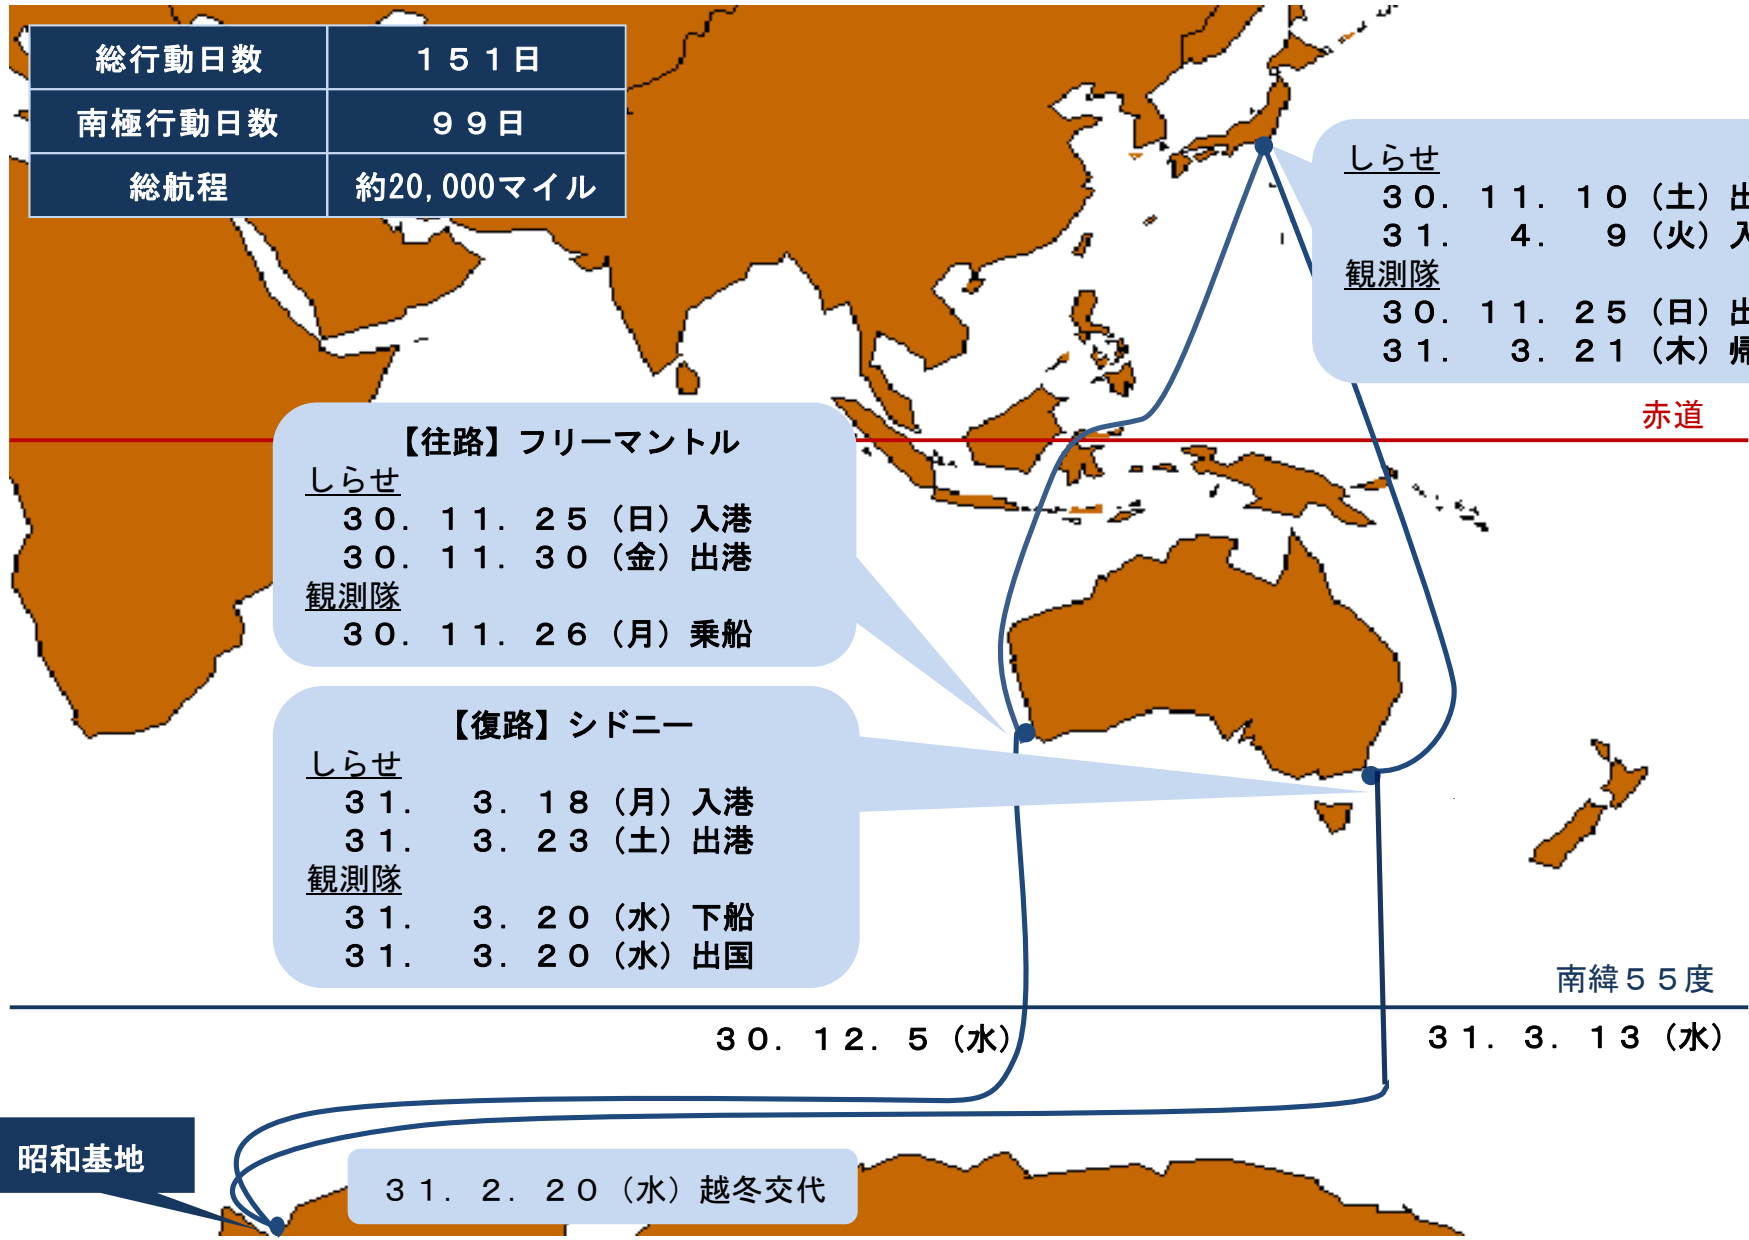 総行動日数 １５１日
南極行動日数 ９９日
総航程 約20,000マイル
しらせ
３０．１１．１０（土）出
３１．　４．　９（火）入
観測隊
３０．１１．２５（日）出
３１．　３．２１（木）帰
赤道
【往路】フリーマントル
しらせ
３０．１１．２５（日）入港
３０．１１．３０（金）出港
観測隊
３０．１１．２６（月）乗船
【復路】シドニー
しらせ
３１．　３．１８（月）入港
３１．　３．２３（土）出港
観測隊
３１．　３．２０（水）下船
３１．　３．２０（水）出国
南緯５５度
３０．１２．５（水）
３１．３．１３（水）
昭和基地
３１．２．２０（水）越冬交代